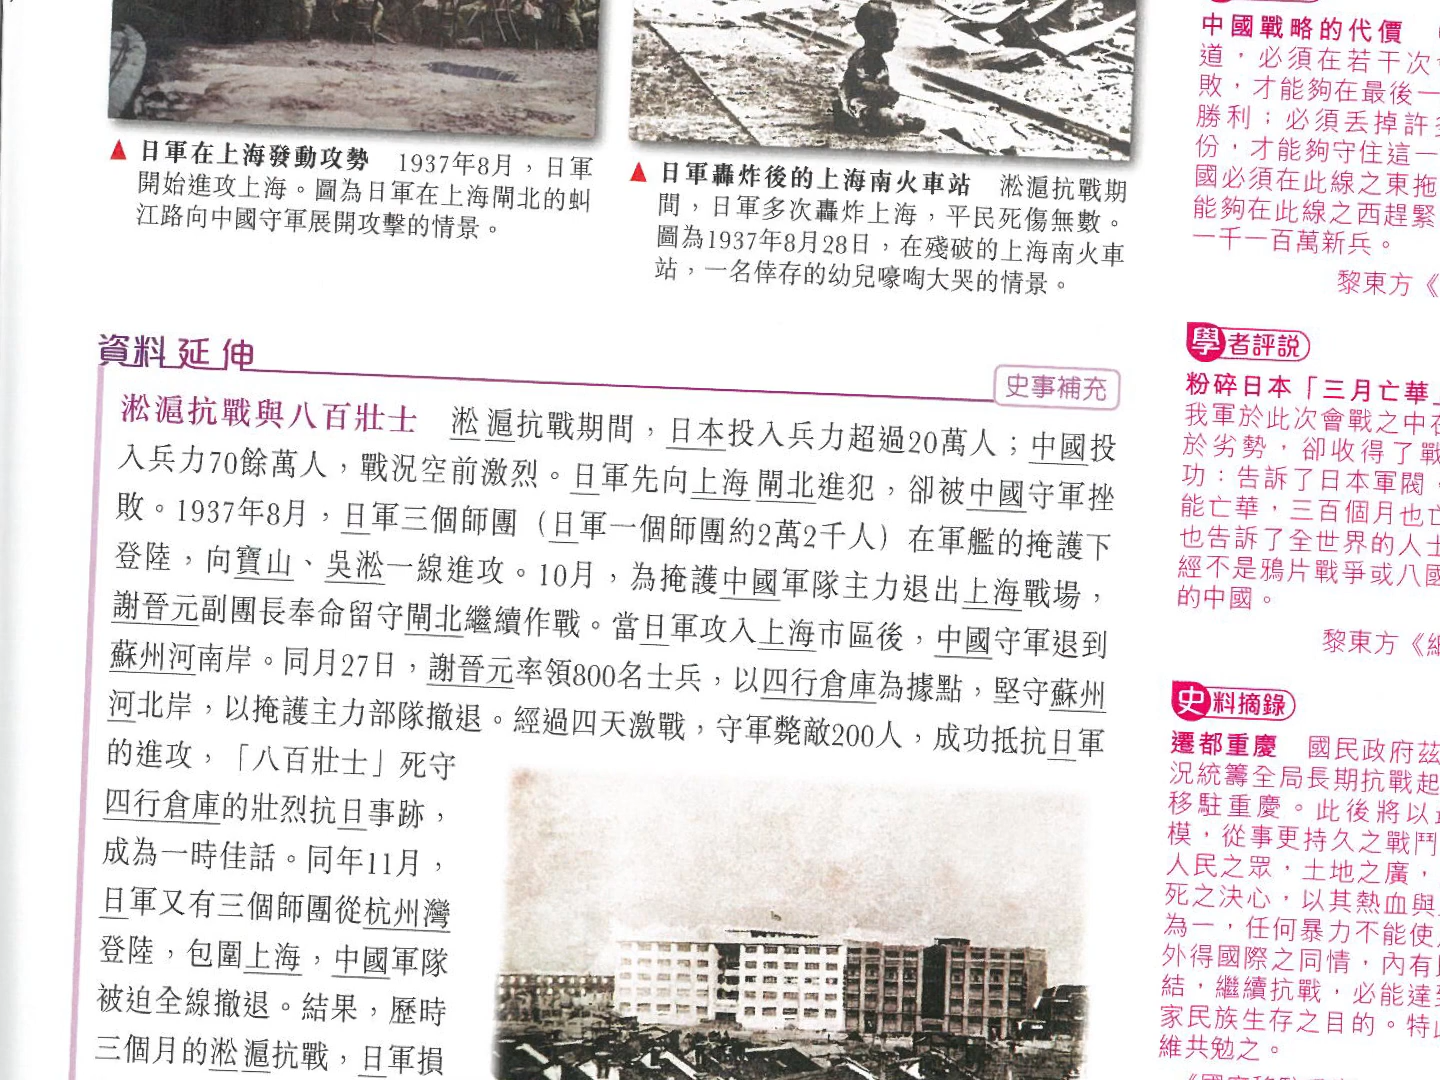 ▲ 日軍在上海發動攻勢　1937年8月，日軍
開始進攻上海。圖為日軍在上海閘北的虬
江路向中國守軍展開攻擊的情景。
▲ 日軍轟炸後的上海南火車站　淞滬抗戰期
間，日軍多次轟炸上海，平民死傷無數。
圖為1937年8月28日，在殘破的上海南火車
站，一名倖存的幼兒嚎啕大哭的情景。
資料延伸
史事補充
淞滬抗戰與八百壯士　淞滬抗戰期間，日本投入兵力超過20萬人；中國投
入兵力70餘萬人，戰況空前激烈。日軍先向上海閘北進犯，卻被中國守軍挫
敗。1937年8月，日軍三個師團（日軍一個師團約2萬2千人）在軍艦的掩護下
登陸，向寶山、吳淞一線進攻。10月，為掩護中國軍隊主力退出上海戰場，
謝晉元副團長奉命留守閘北繼續作戰。當日軍攻入上海市區後，中國守軍退到
蘇州河南岸。同月27日，謝晉元率領800名士兵，以四行倉庫為據點，堅守蘇州
河北岸，以掩護主力部隊撤退。經過四天激戰，守軍斃敵200人，成功抵抗日軍
的進攻，「八百壯士」死守
四行倉庫的壯烈抗日事跡，
成為一時佳話。同年11月，
日軍又有三個師團從杭州灣
登陸，包圍上海，中國軍隊
被迫全線撤退。結果，歷時
三個月的淞滬抗戰，日軍損
中國戰略的代價
道，必須在若干次
敗，才能夠在最後一
勝利；必須丟掉許
份，才能夠守住這一
國必須在此線之東拖
能夠在此線之西趕緊
一千一百萬新兵。
黎東方《
學者評說
粉碎日本「三月亡華
我軍於此次會戰之中
於劣勢，卻收得了戰
功：告訴了日本軍閥，
能亡華，三百個月也
也告訴了全世界的人士
經不是鴉片戰爭或八國
的中國。
黎東方《
史料摘錄
遷都重慶　國民政府茲
況統籌全局長期抗戰起
移駐重慶。此後將以
模，從事更持久之戰鬥
人民之眾，土地之廣，
死之決心，以其熱血與
為一，任何暴力不能使
外得國際之同情，內有
結，繼續抗戰，必能達
家民族生存之目的。特
維共勉之。